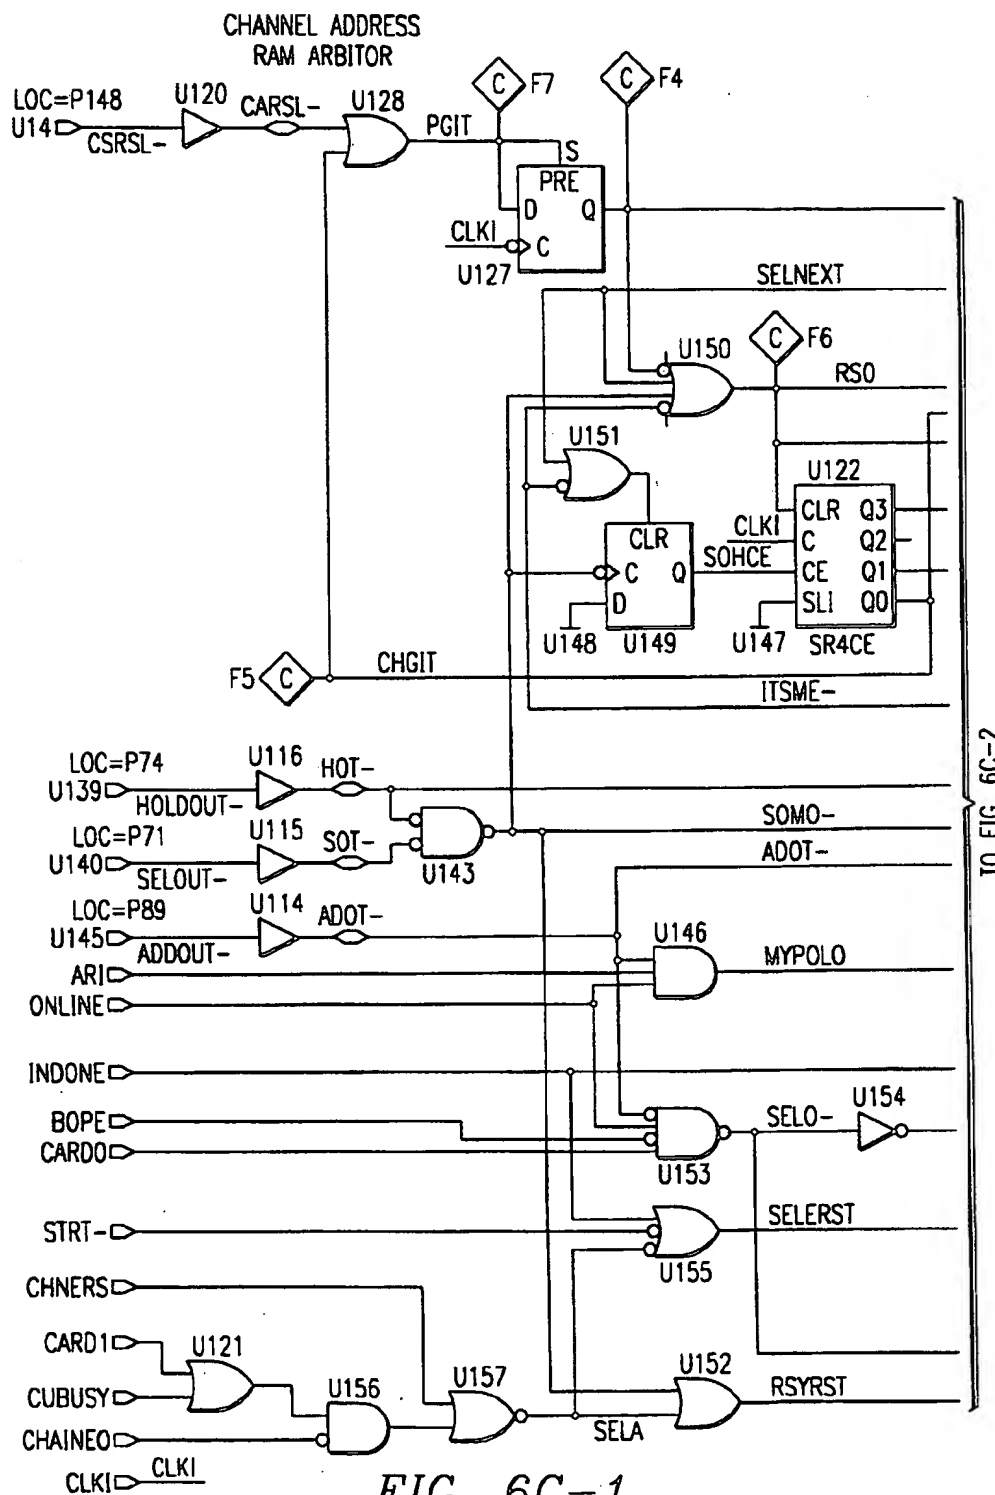 CHANNEL ADDRESS
RAM ARBITOR
LOC=P148
U120
CARSL-
U128
C
F7
C
F4
U14
CSRSL-
PGIT
S
PRE
D
Q
CLKI
C
U127
SELNEXT
U150
C
F6
RSO
U151
U122
CLR
Q3
CLKI
C
Q2
CLR
SOHCE
CE
Q1
C
Q
D
SLI
Q0
U148
U149
U147
SR4CE
F5
C
CHGIT
ITSME-
LOC=P74
U116
HOT-
U139
HOLDOUT-
LOC=P71
U115
SOT-
SOMO-
U140
SELOUT-
U143
ADOT-
LOC=P89
U114
ADOT-
U145
ADDOUT-
U146
ARI
MYPOLO
ONLINE
INDONE
BOPE
SELO-
U154
CARDO
U153
STRT-
SELERST
U155
CHNERS
CARD1
U121
U152
CUBUSY
U156
U157
RSYRST
CHAINEO
SELA
CLKI
CLKI
TO FIG. 6C-2
FIG. 6C-1